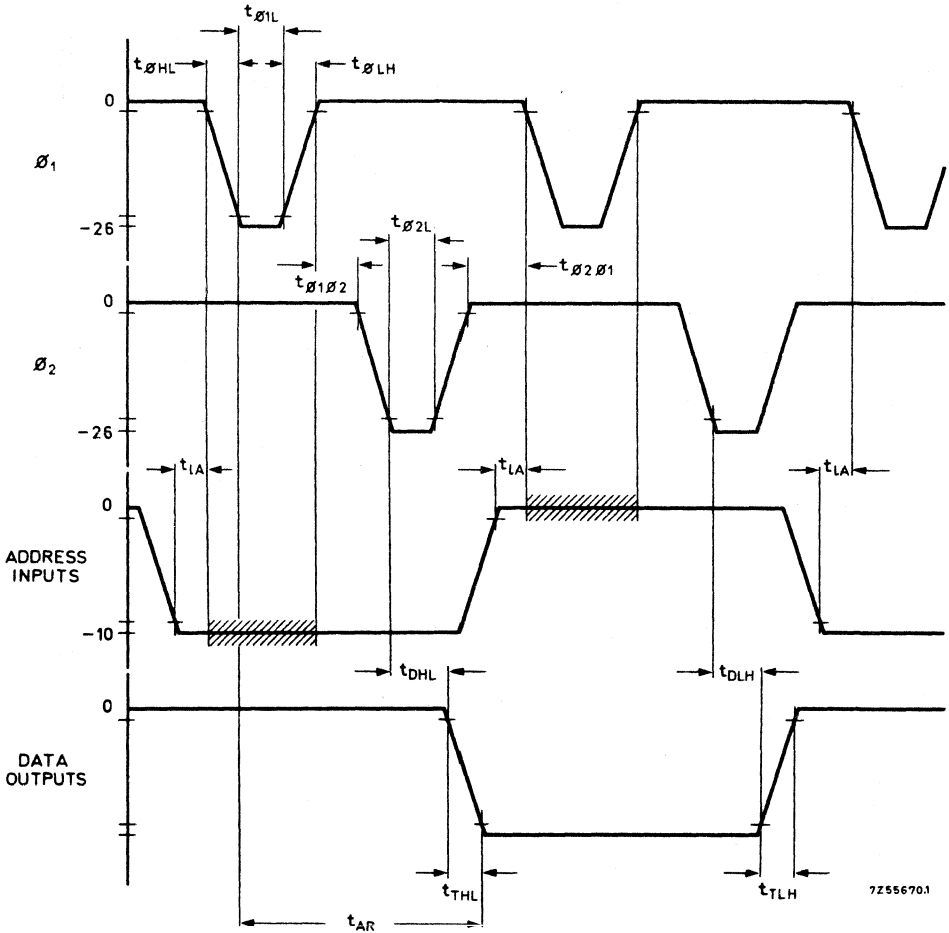 tØ1L
tØHL
tØLH
0
Ø1
-26
tØ2L
tØ1Ø2
tØ2Ø1
0
Ø2
-26
tlA
tlA
tlA
0
ADDRESS
INPUTS
-10
tDHL
tDLH
0
DATA
OUTPUTS
tTHL
tTLH
7Z55670.1
tAR